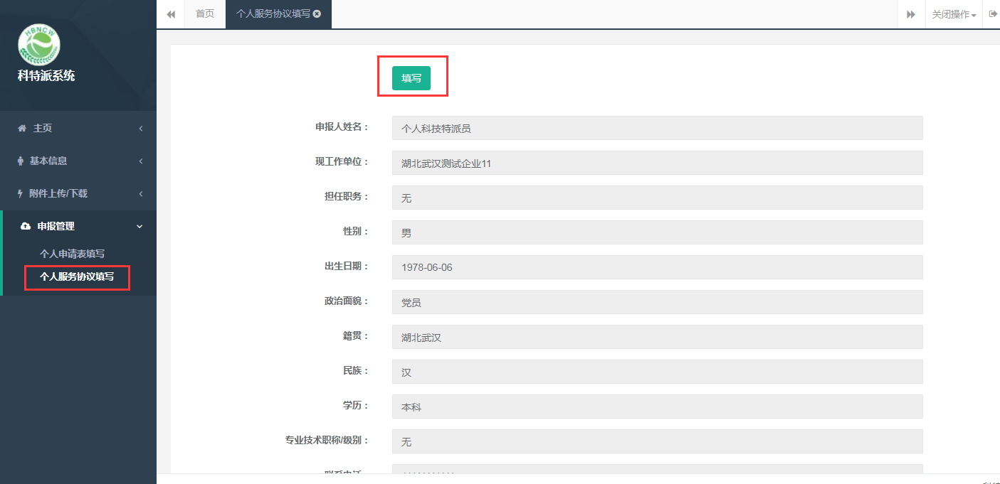 HBNCW
科特派系统
主页
基本信息
附件上传/下载
申报管理
个人申请表填写
个人服务协议填写
首页 个人服务协议填写 关闭操作
填写
申报人姓名： 个人科技特派员
现工作单位： 湖北武汉测试企业11
担任职务： 无
性别： 男
出生日期： 1978-06-06
政治面貌： 党员
籍贯： 湖北武汉
民族： 汉
学历： 本科
专业技术职称/级别： 无